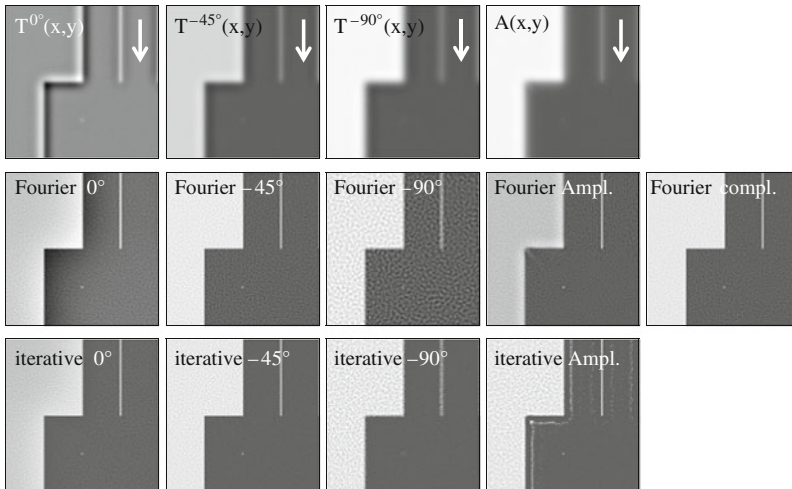 T0°(x,y) T−45°(x,y) T−90°(x,y) A(x,y)
Fourier 0° Fourier −45° Fourier −90° Fourier Ampl. Fourier compl.
iterative 0° iterative −45° iterative −90° iterative Ampl.